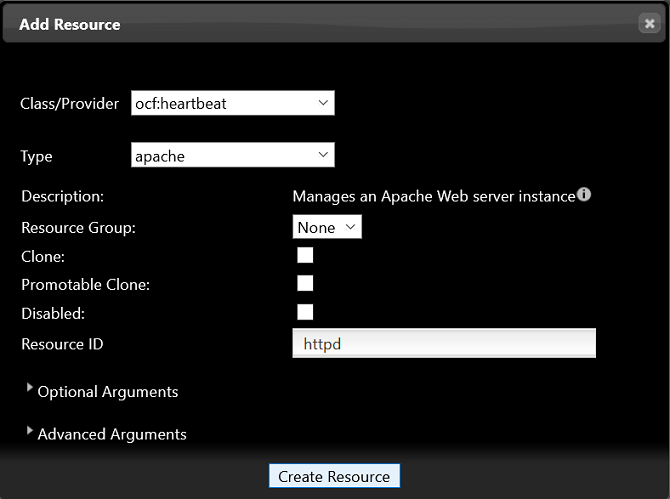 Add Resource
Class/Provider ocf:heartbeat
Type apache
Description: Manages an Apache Web server instance
Resource Group: None
Clone:
Promotable Clone:
Disabled:
Resource ID httpd
Optional Arguments
Advanced Arguments
Create Resource